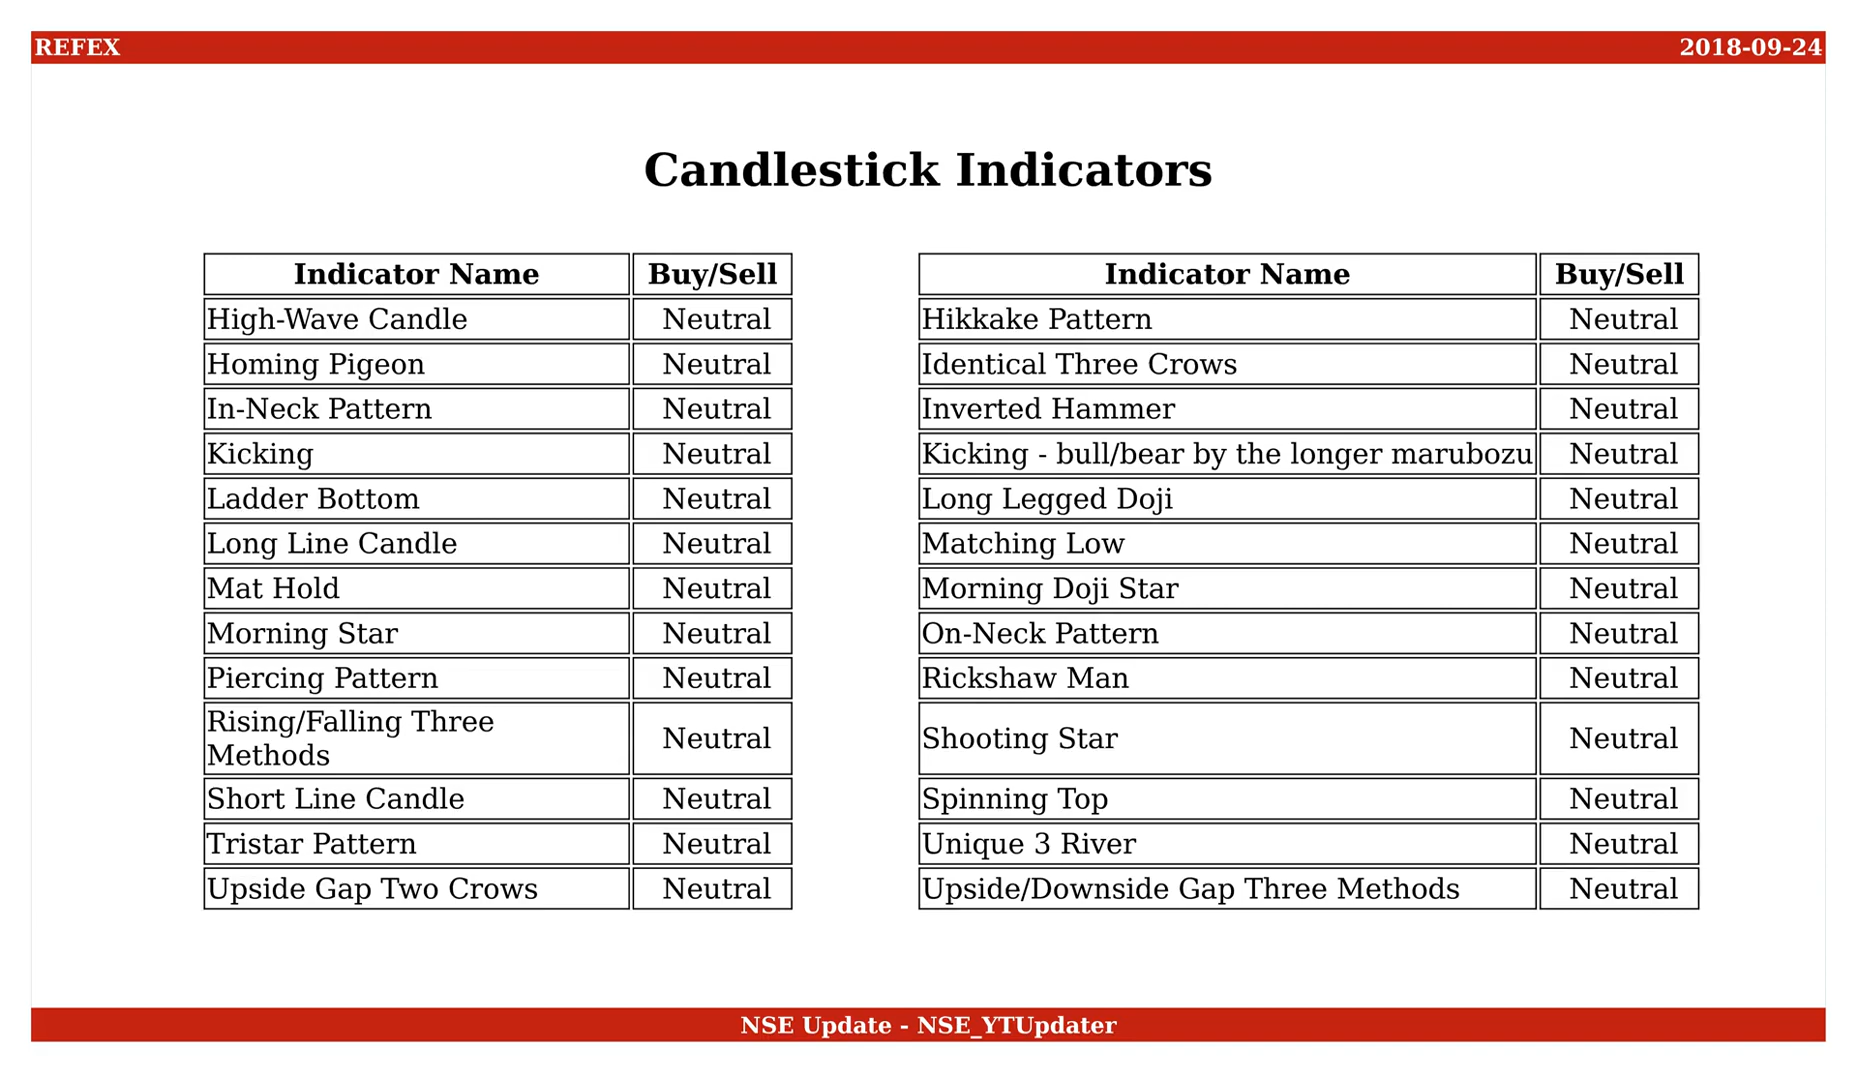 REFEX 2018-09-24
Candlestick Indicators
Indicator Name Buy/Sell Indicator Name Buy/Sell
High-Wave Candle Neutral Hikkake Pattern Neutral
Homing Pigeon Neutral Identical Three Crows Neutral
In-Neck Pattern Neutral Inverted Hammer Neutral
Kicking Neutral Kicking - bull/bear by the longer marubozu Neutral
Ladder Bottom Neutral Long Legged Doji Neutral
Long Line Candle Neutral Matching Low Neutral
Mat Hold Neutral Morning Doji Star Neutral
Morning Star Neutral On-Neck Pattern Neutral
Piercing Pattern Neutral Rickshaw Man Neutral
Rising/Falling Three
Methods Neutral Shooting Star Neutral
Short Line Candle Neutral Spinning Top Neutral
Tristar Pattern Neutral Unique 3 River Neutral
Upside Gap Two Crows Neutral Upside/Downside Gap Three Methods Neutral
NSE Update - NSE_YTUpdater